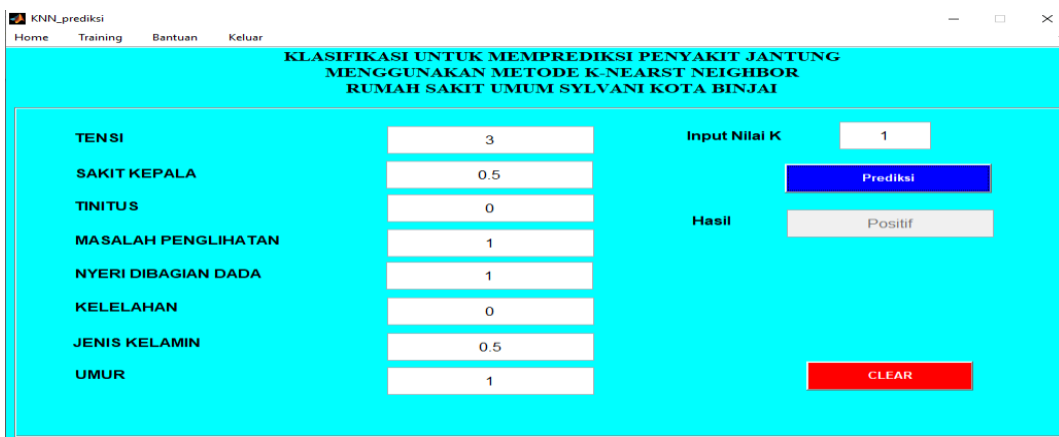 KNN_prediksi
Home Training Bantuan Keluar
KLASIFIKASI UNTUK MEMPREDIKSI PENYAKIT JANTUNG
MENGGUNAKAN METODE K-NEARST NEIGHBOR
RUMAH SAKIT UMUM SYLVANI KOTA BINJAI
TENSI 3
SAKIT KEPALA 0.5
TINITUS 0
MASALAH PENGLIHATAN 1
NYERI DIBAGIAN DADA 1
KELELAHAN 0
JENIS KELAMIN 0.5
UMUR 1
Input Nilai K 1
Prediksi
Hasil Positif
CLEAR